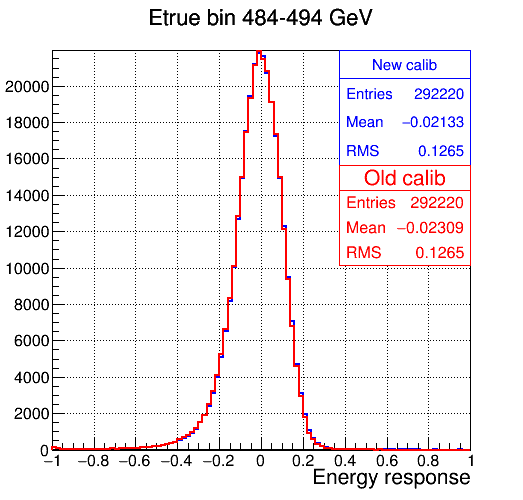 Etrue bin 484-494 GeV
New calib
Entries 292220
Mean −0.02133
RMS 0.1265
Old calib
Entries 292220
Mean −0.02309
RMS 0.1265
20000
18000
16000
14000
12000
10000
8000
6000
4000
2000
0
−1 −0.8 −0.6 −0.4 −0.2 0 0.2 0.4 0.6 0.8 1
Energy response